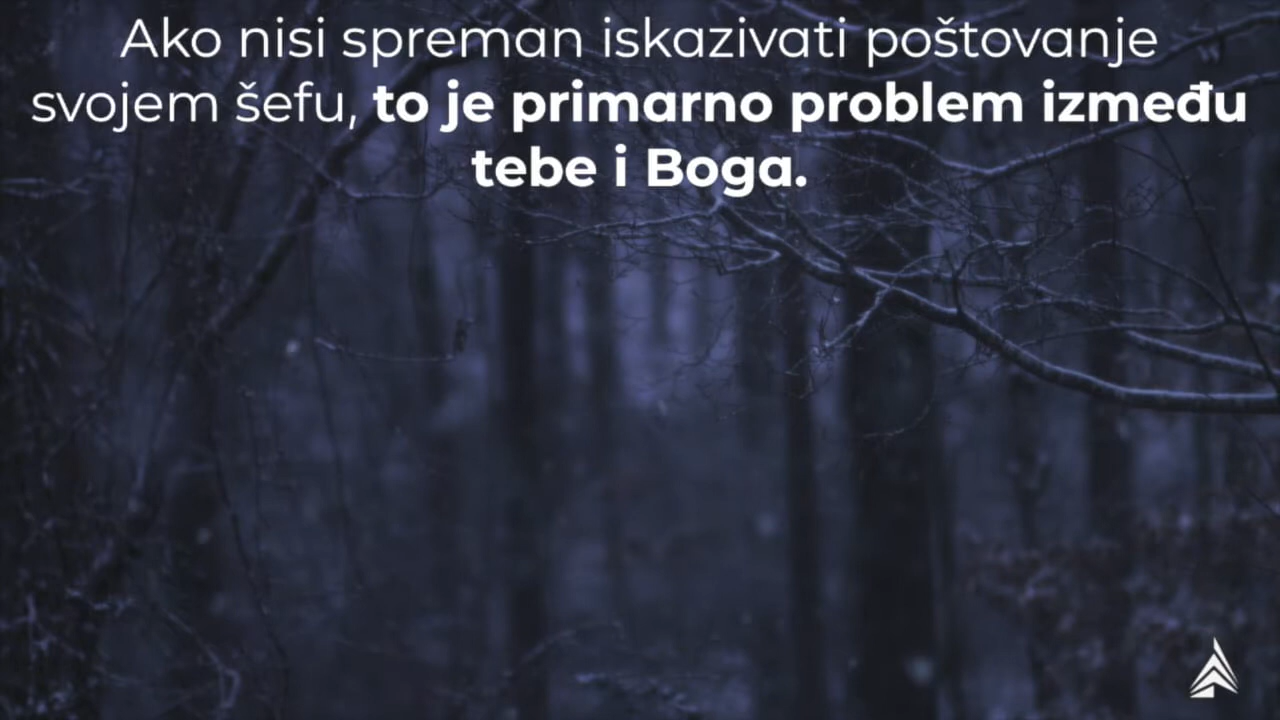 Ako nisi spreman iskazivati poštovanje
svojem šefu, to je primarno problem između
tebe i Boga.